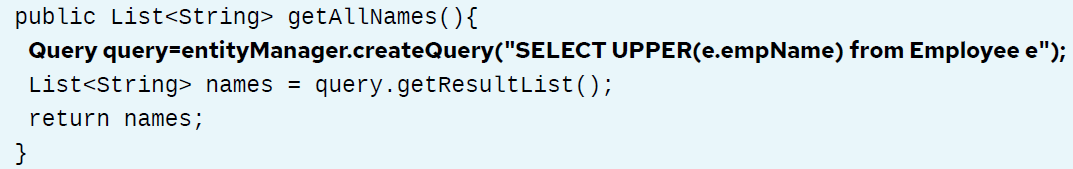 public List<String> getAllNames(){
Query query=entityManager.createQuery("SELECT UPPER(e.empName) from Employee e");
List<String> names = query.getResultList();
return names;
}